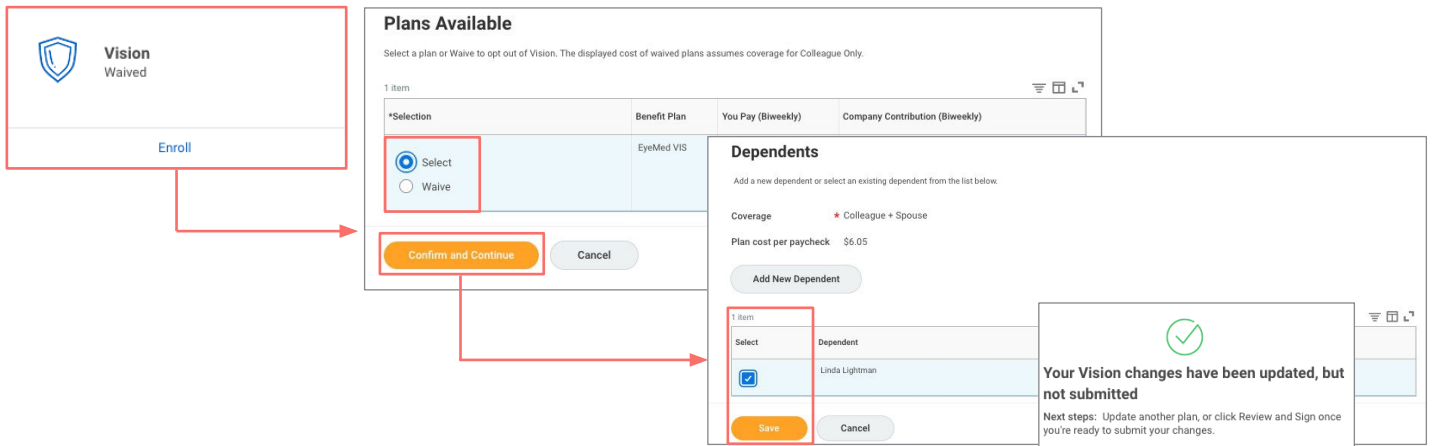 Vision
Waived
Enroll
Plans Available
Select a plan or Waive to opt out of Vision. The displayed cost of waived plans assumes coverage for Colleague Only.
1 item
*Selection Benefit Plan You Pay (Biweekly) Company Contribution (Biweekly)
Select EyeMed VIS
Waive
Confirm and Continue Cancel
Dependents
Add a new dependent or select an existing dependent from the list below.
Coverage * Colleague + Spouse
Plan cost per paycheck $6.05
Add New Dependent
1 item
Select Dependent
Linda Lightman
Save Cancel
Your Vision changes have been updated, but
not submitted
Next steps: Update another plan, or click Review and Sign once
you're ready to submit your changes.